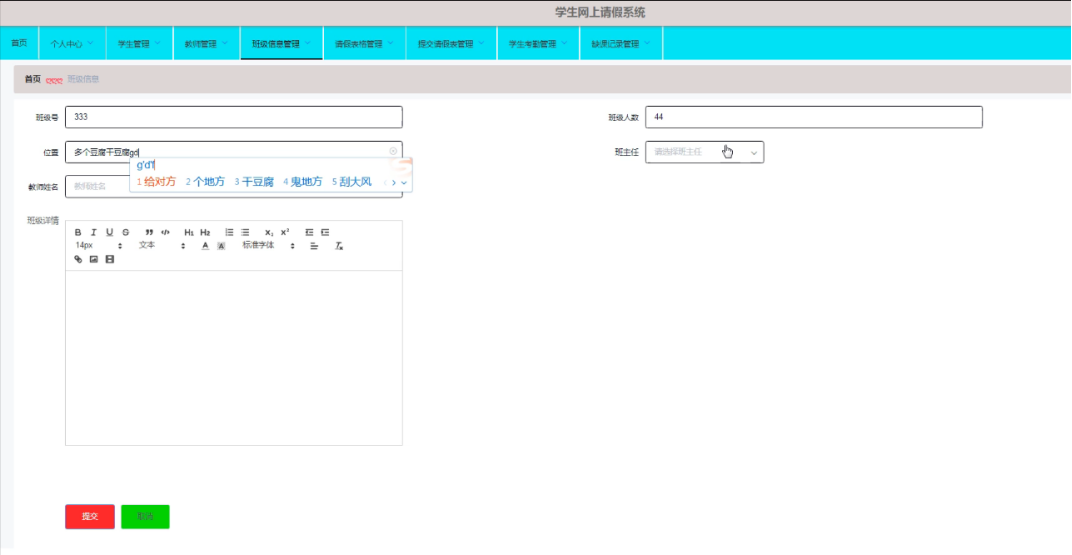 学生网上请假系统
首页 个人中心 学生管理 教师管理 班级信息管理 请假表格管理 提交请假表管理 学生考勤管理 缺课记录管理
首页 班级信息
班级号 333 班级人数 44
位置 多个豆腐干豆腐gd 班主任 请选择班主任
g'd'f
1 给对方 2 个地方 3 干豆腐 4 鬼地方 5 刮大风
教师姓名 教师姓名
班级详情
B I U S ” </> H1 H2 X₂ X²
14px 文本 A A 标准字体 Tx
提交 取消